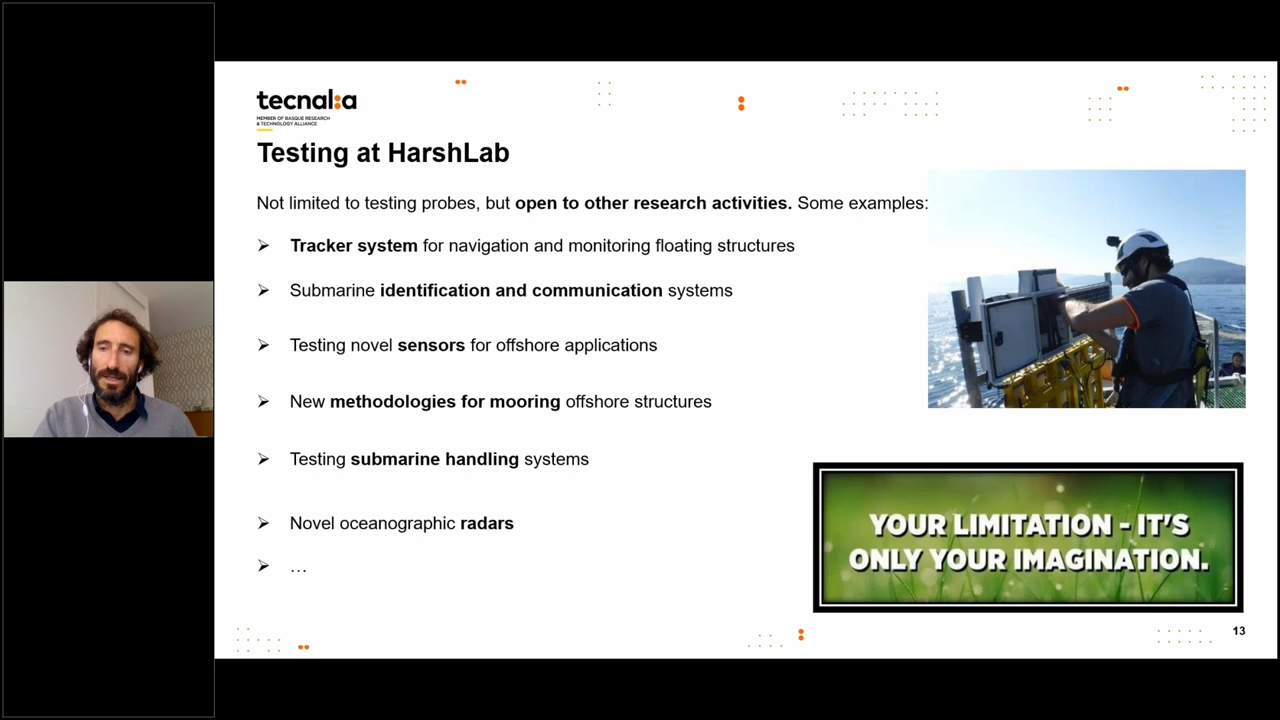 tecnalia
MEMBER OF BASQUE RESEARCH
& TECHNOLOGY ALLIANCE
Testing at HarshLab
Not limited to testing probes, but open to other research activities. Some examples:
➢ Tracker system for navigation and monitoring floating structures
➢ Submarine identification and communication systems
➢ Testing novel sensors for offshore applications
➢ New methodologies for mooring offshore structures
➢ Testing submarine handling systems
➢ Novel oceanographic radars
➢ …
YOUR LIMITATION - IT'S
ONLY YOUR IMAGINATION.
13